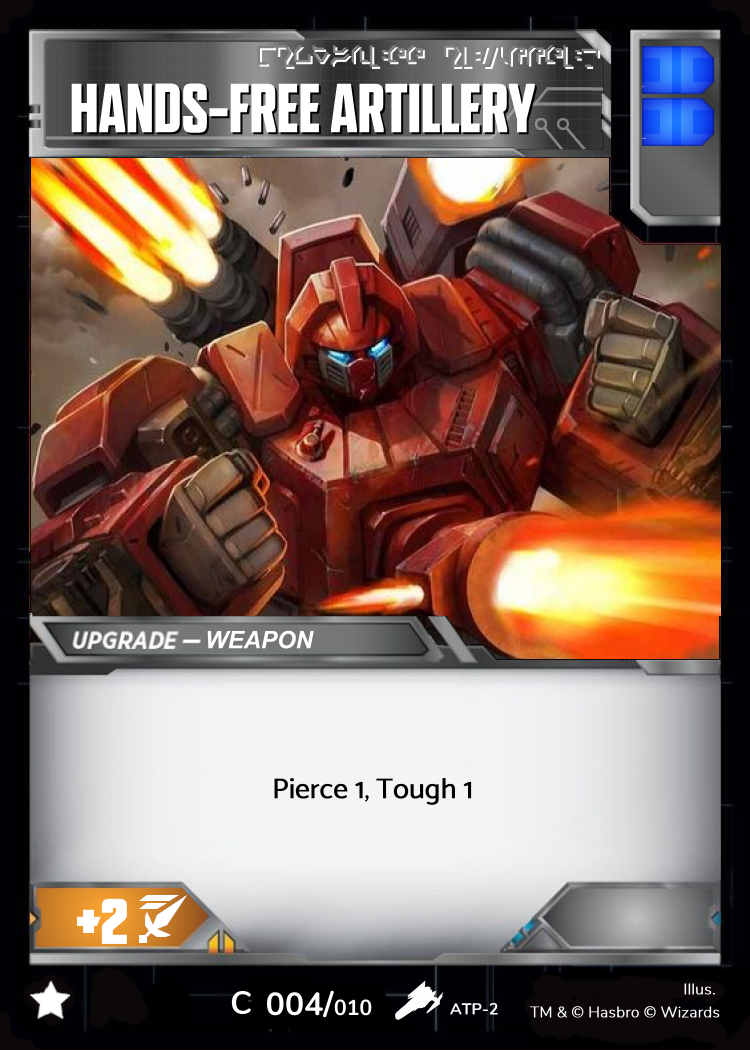 HANDS-FREE ARTILLERY
UPGRADE — WEAPON
Pierce 1, Tough 1
+2
C 004/010 ATP-2
Illus.
TM & © Hasbro © Wizards